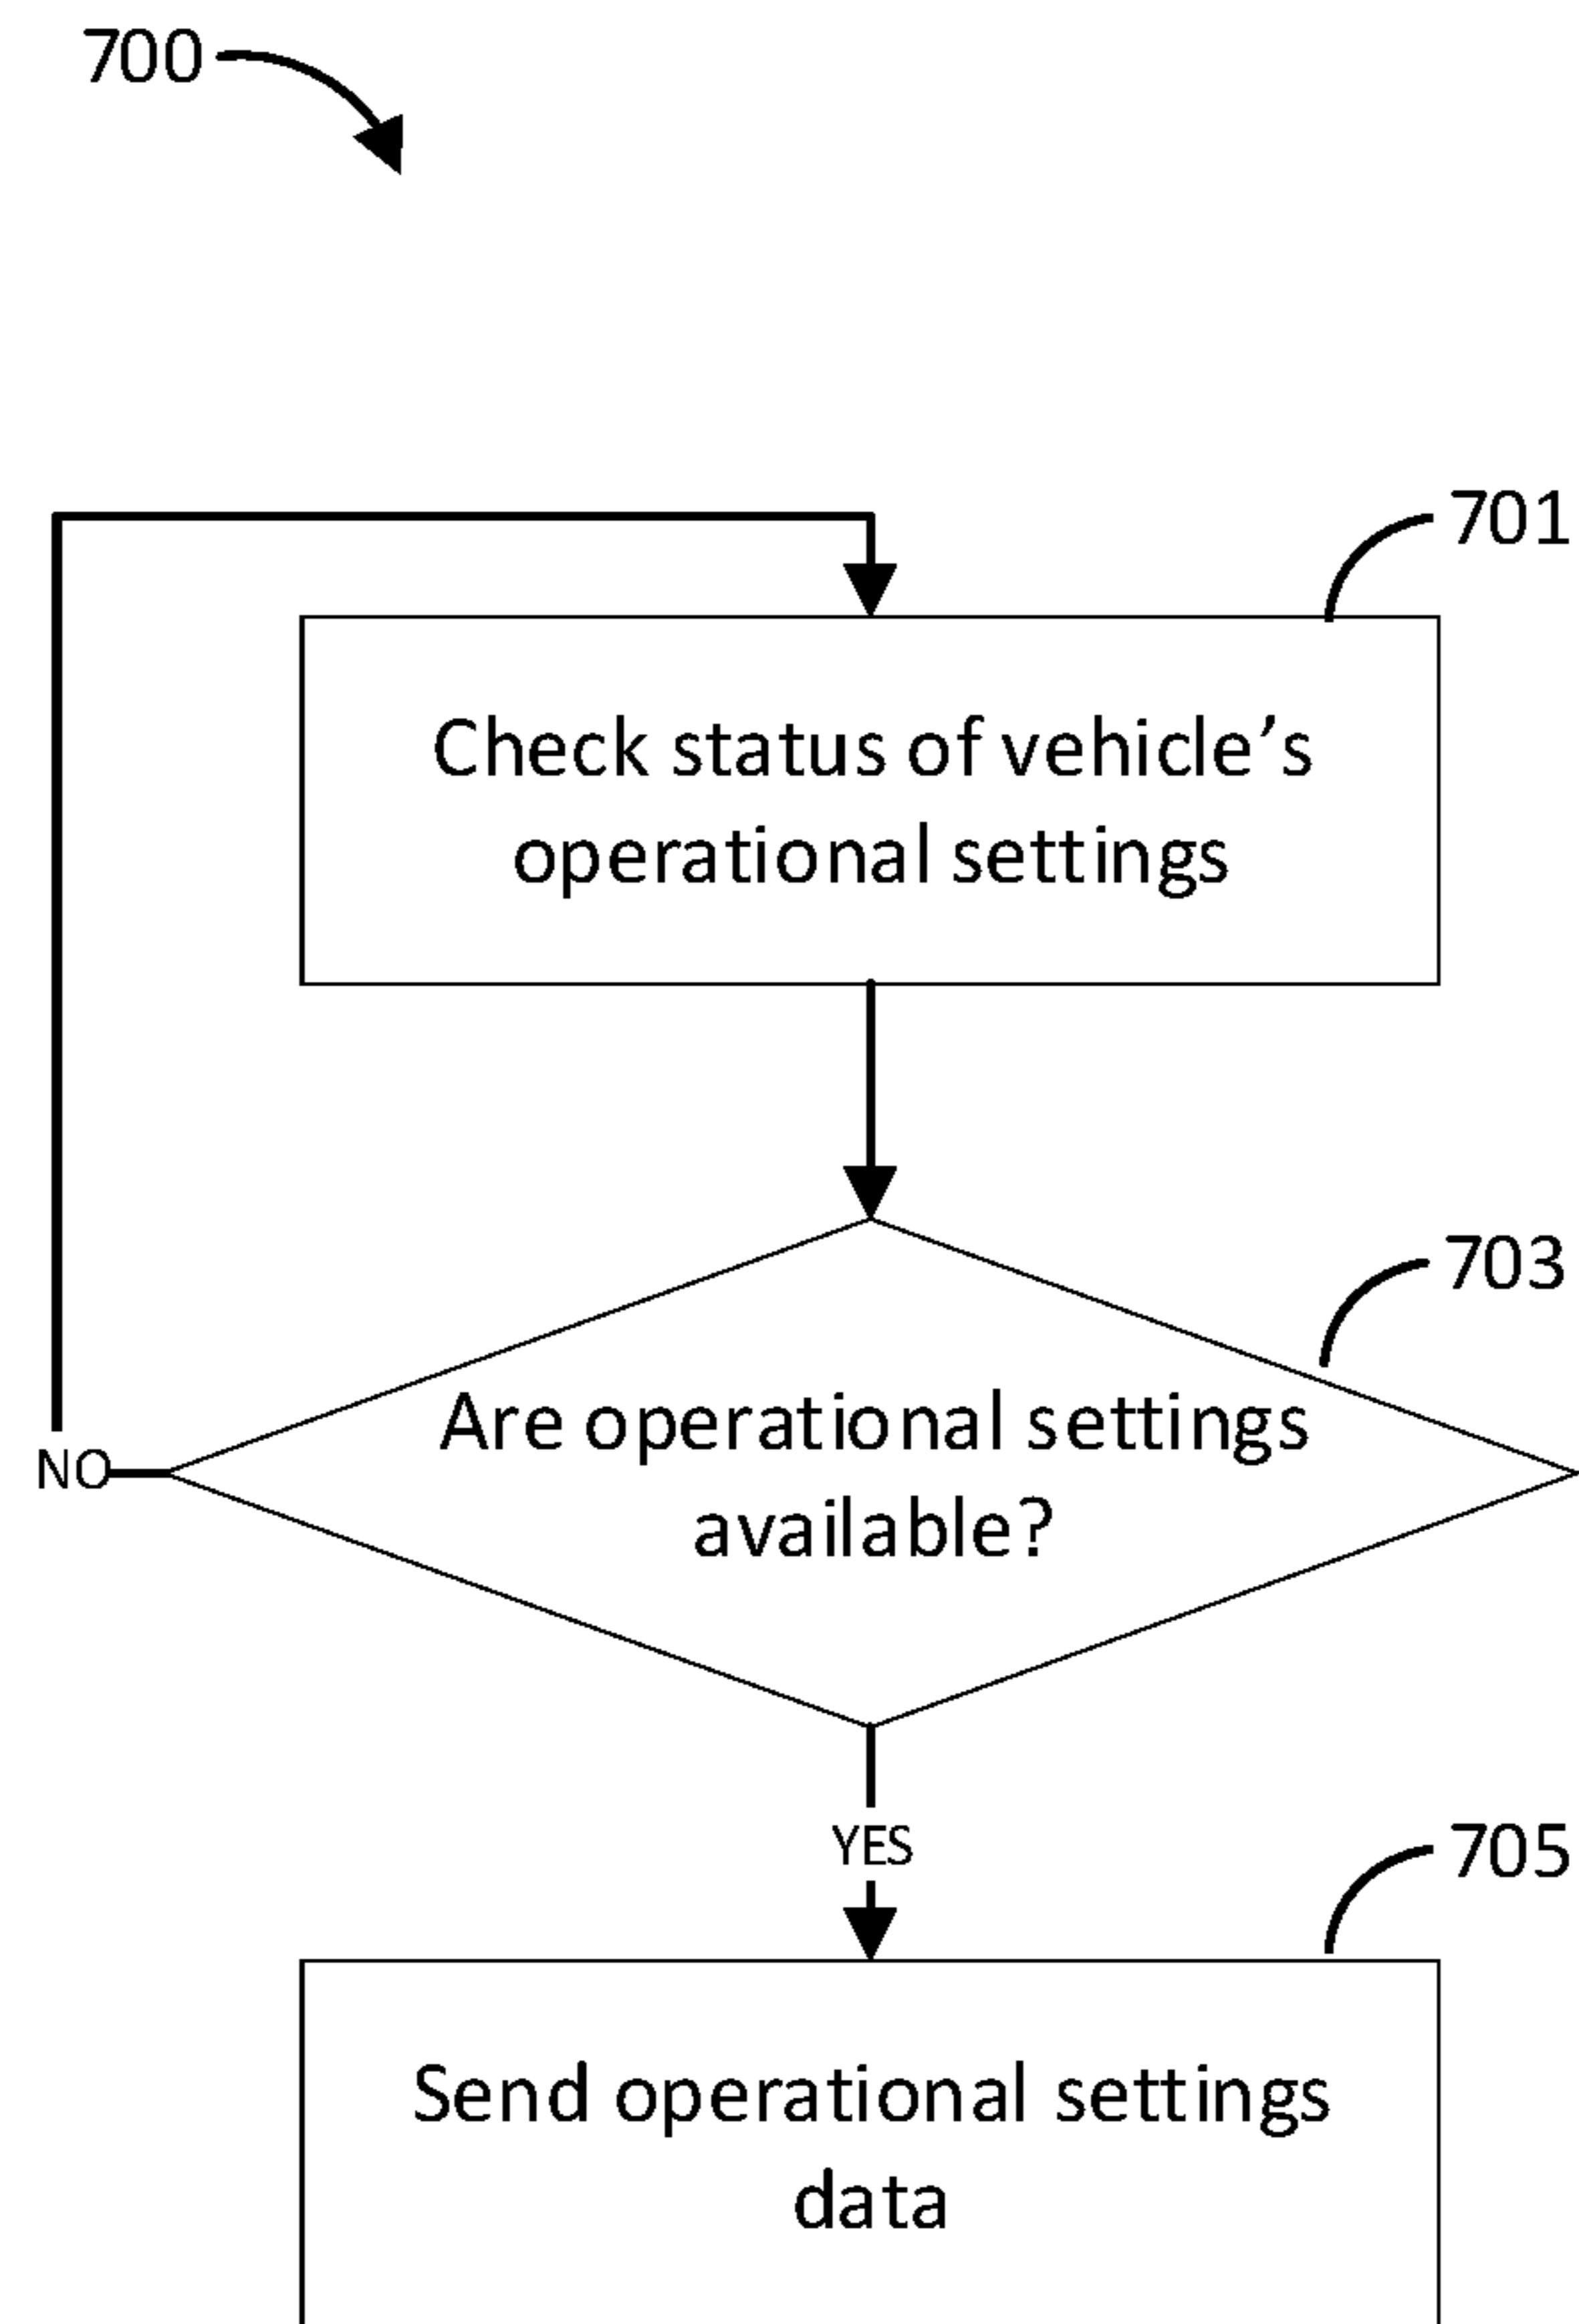 700
701
Check status of vehicle’s
operational settings
703
Are operational settings
available?
NO
YES
705
Send operational settings
data